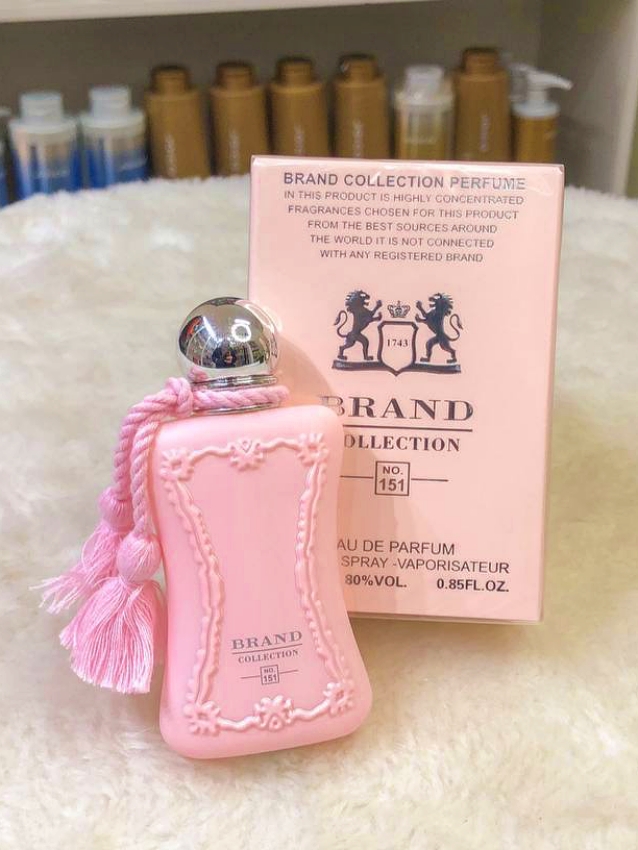 BRAND COLLECTION PERFUME
IN THIS PRODUCT IS HIGHLY CONCENTRATED
FRAGRANCES CHOSEN FOR THIS PRODUCT
FROM THE BEST SOURCES AROUND
THE WORLD IT IS NOT CONNECTED
WITH ANY REGISTERED BRAND
1743
BRAND
COLLECTION
NO.
151
EAU DE PARFUM
SPRAY -VAPORISATEUR
80%VOL. 0.85FL.OZ.
BRAND
COLLECTION
NO.
151